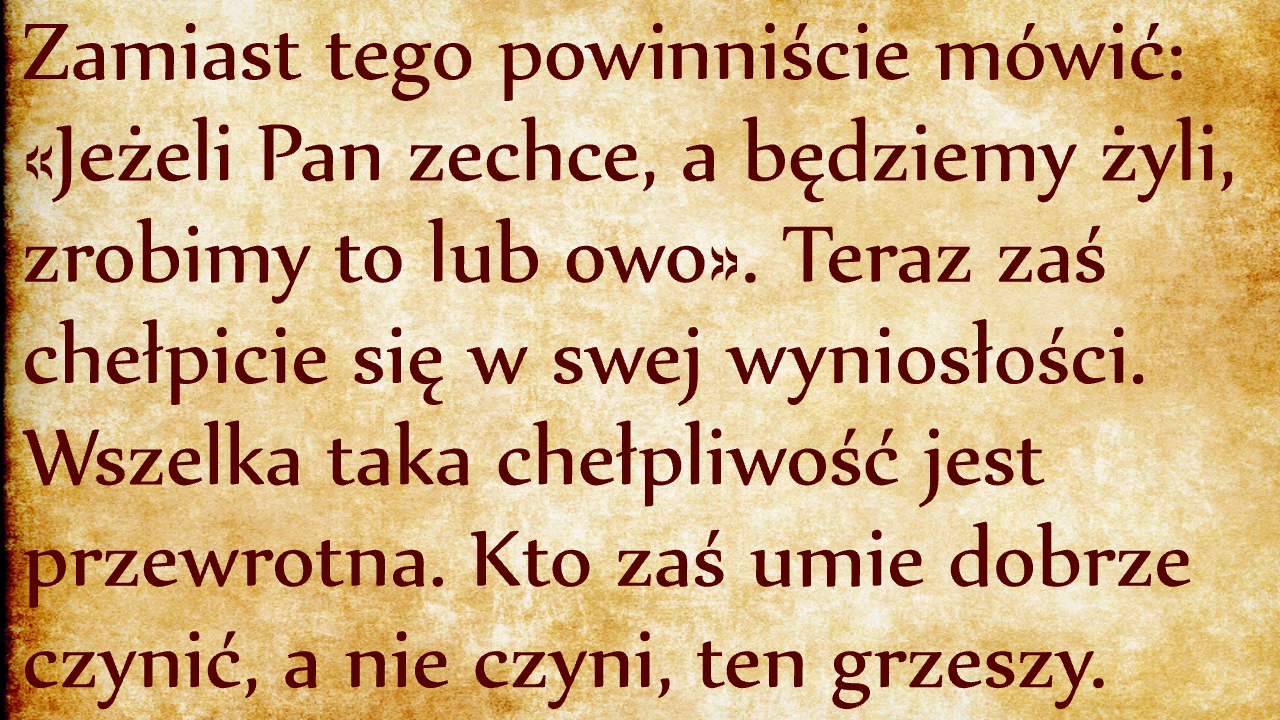 Zamiast tego powinniście mówić:
«Jeżeli Pan zechce, a będziemy żyli,
zrobimy to lub owo». Teraz zaś
chełpicie się w swej wyniosłości.
Wszelka taka chełpliwość jest
przewrotna. Kto zaś umie dobrze
czynić, a nie czyni, ten grzeszy.